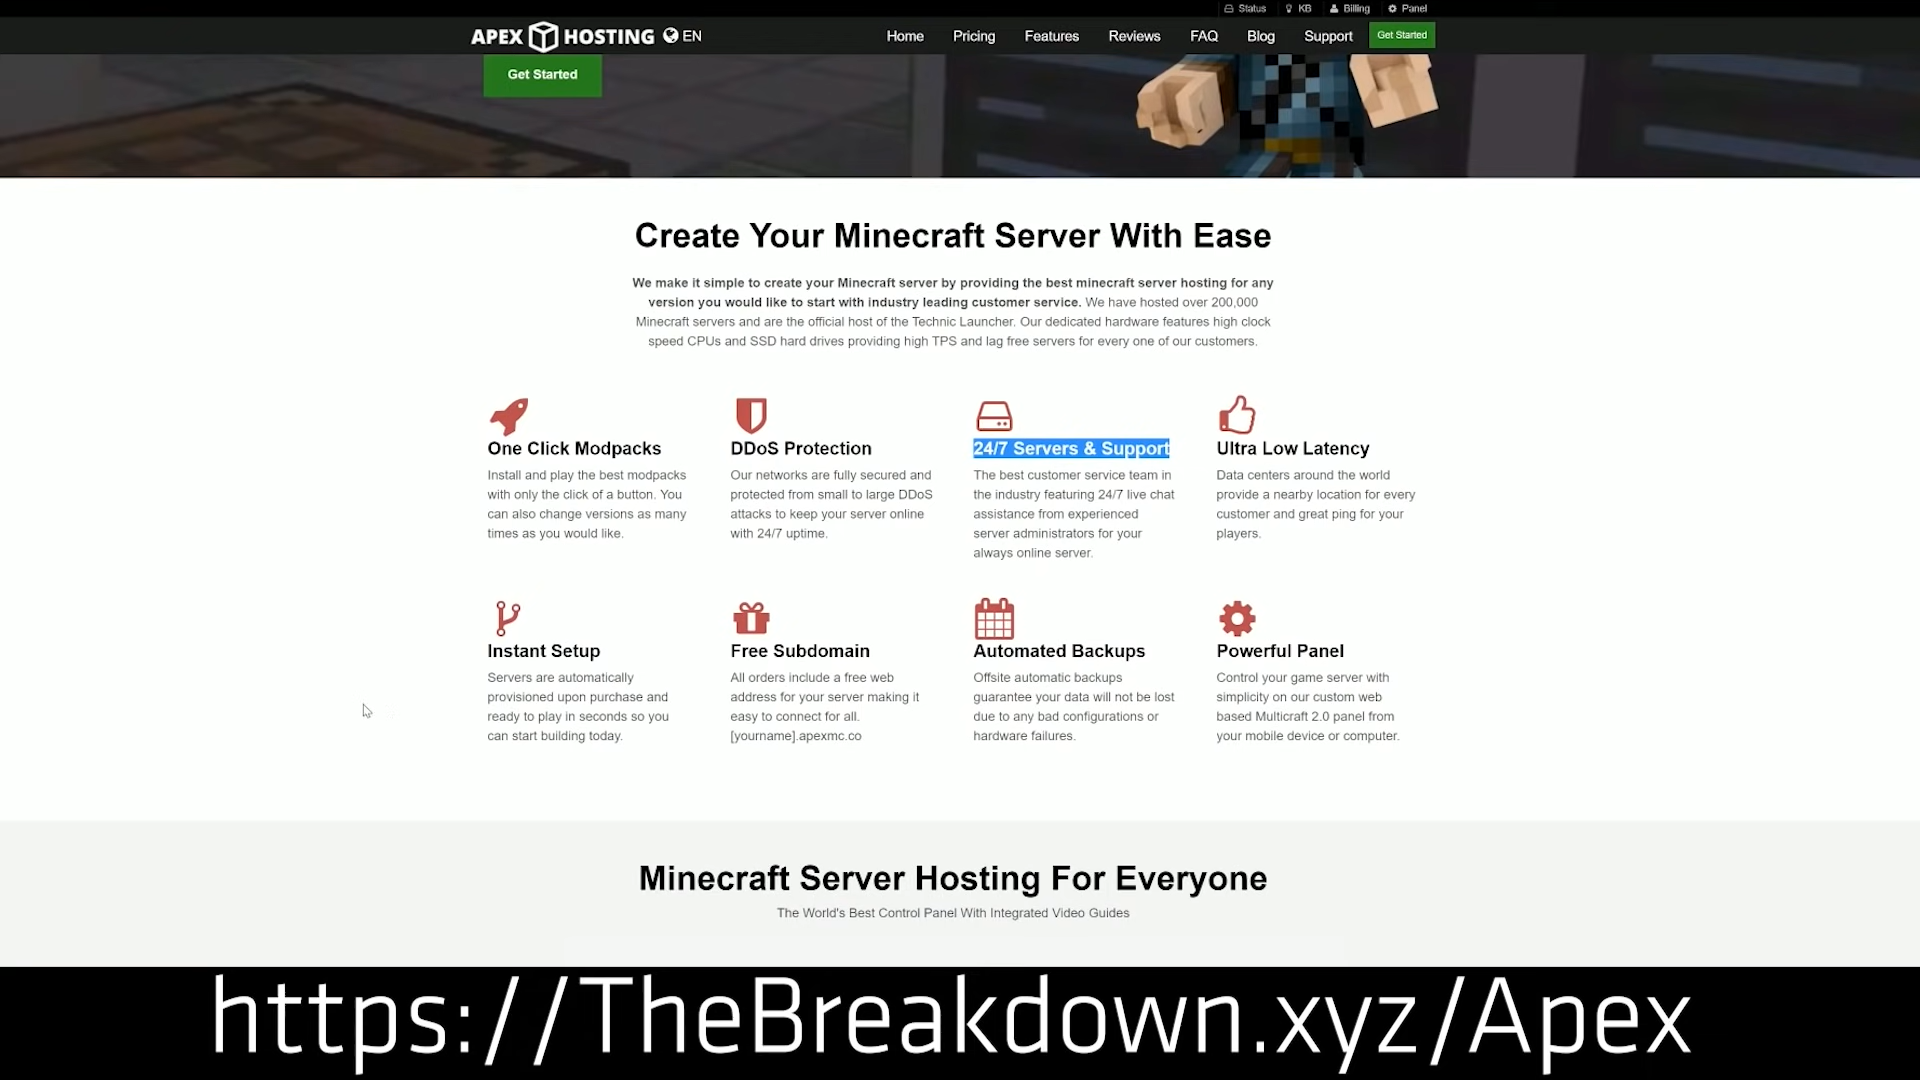 Status KB Billing Panel
APEX HOSTING EN Home Pricing Features Reviews FAQ Blog Support Get Started
Get Started
Create Your Minecraft Server With Ease
We make it simple to create your Minecraft server by providing the best minecraft server hosting for any
version you would like to start with industry leading customer service. We have hosted over 200,000
Minecraft servers and are the official host of the Technic Launcher. Our dedicated hardware features high clock
speed CPUs and SSD hard drives providing high TPS and lag free servers for every one of our customers.
One Click Modpacks
Install and play the best modpacks
with only the click of a button. You
can also change versions as many
times as you would like.
DDoS Protection
Our networks are fully secured and
protected from small to large DDoS
attacks to keep your server online
with 24/7 uptime.
24/7 Servers & Support
The best customer service team in
the industry featuring 24/7 live chat
assistance from experienced
server administrators for your
always online server.
Ultra Low Latency
Data centers around the world
provide a nearby location for every
customer and great ping for your
players.
Instant Setup
Servers are automatically
provisioned upon purchase and
ready to play in seconds so you
can start building today.
Free Subdomain
All orders include a free web
address for your server making it
easy to connect for all.
[yourname].apexmc.co
Automated Backups
Offsite automatic backups
guarantee your data will not be lost
due to any bad configurations or
hardware failures.
Powerful Panel
Control your game server with
simplicity on our custom web
based Multicraft 2.0 panel from
your mobile device or computer.
Minecraft Server Hosting For Everyone
The World's Best Control Panel With Integrated Video Guides
https://TheBreakdown.xyz/Apex